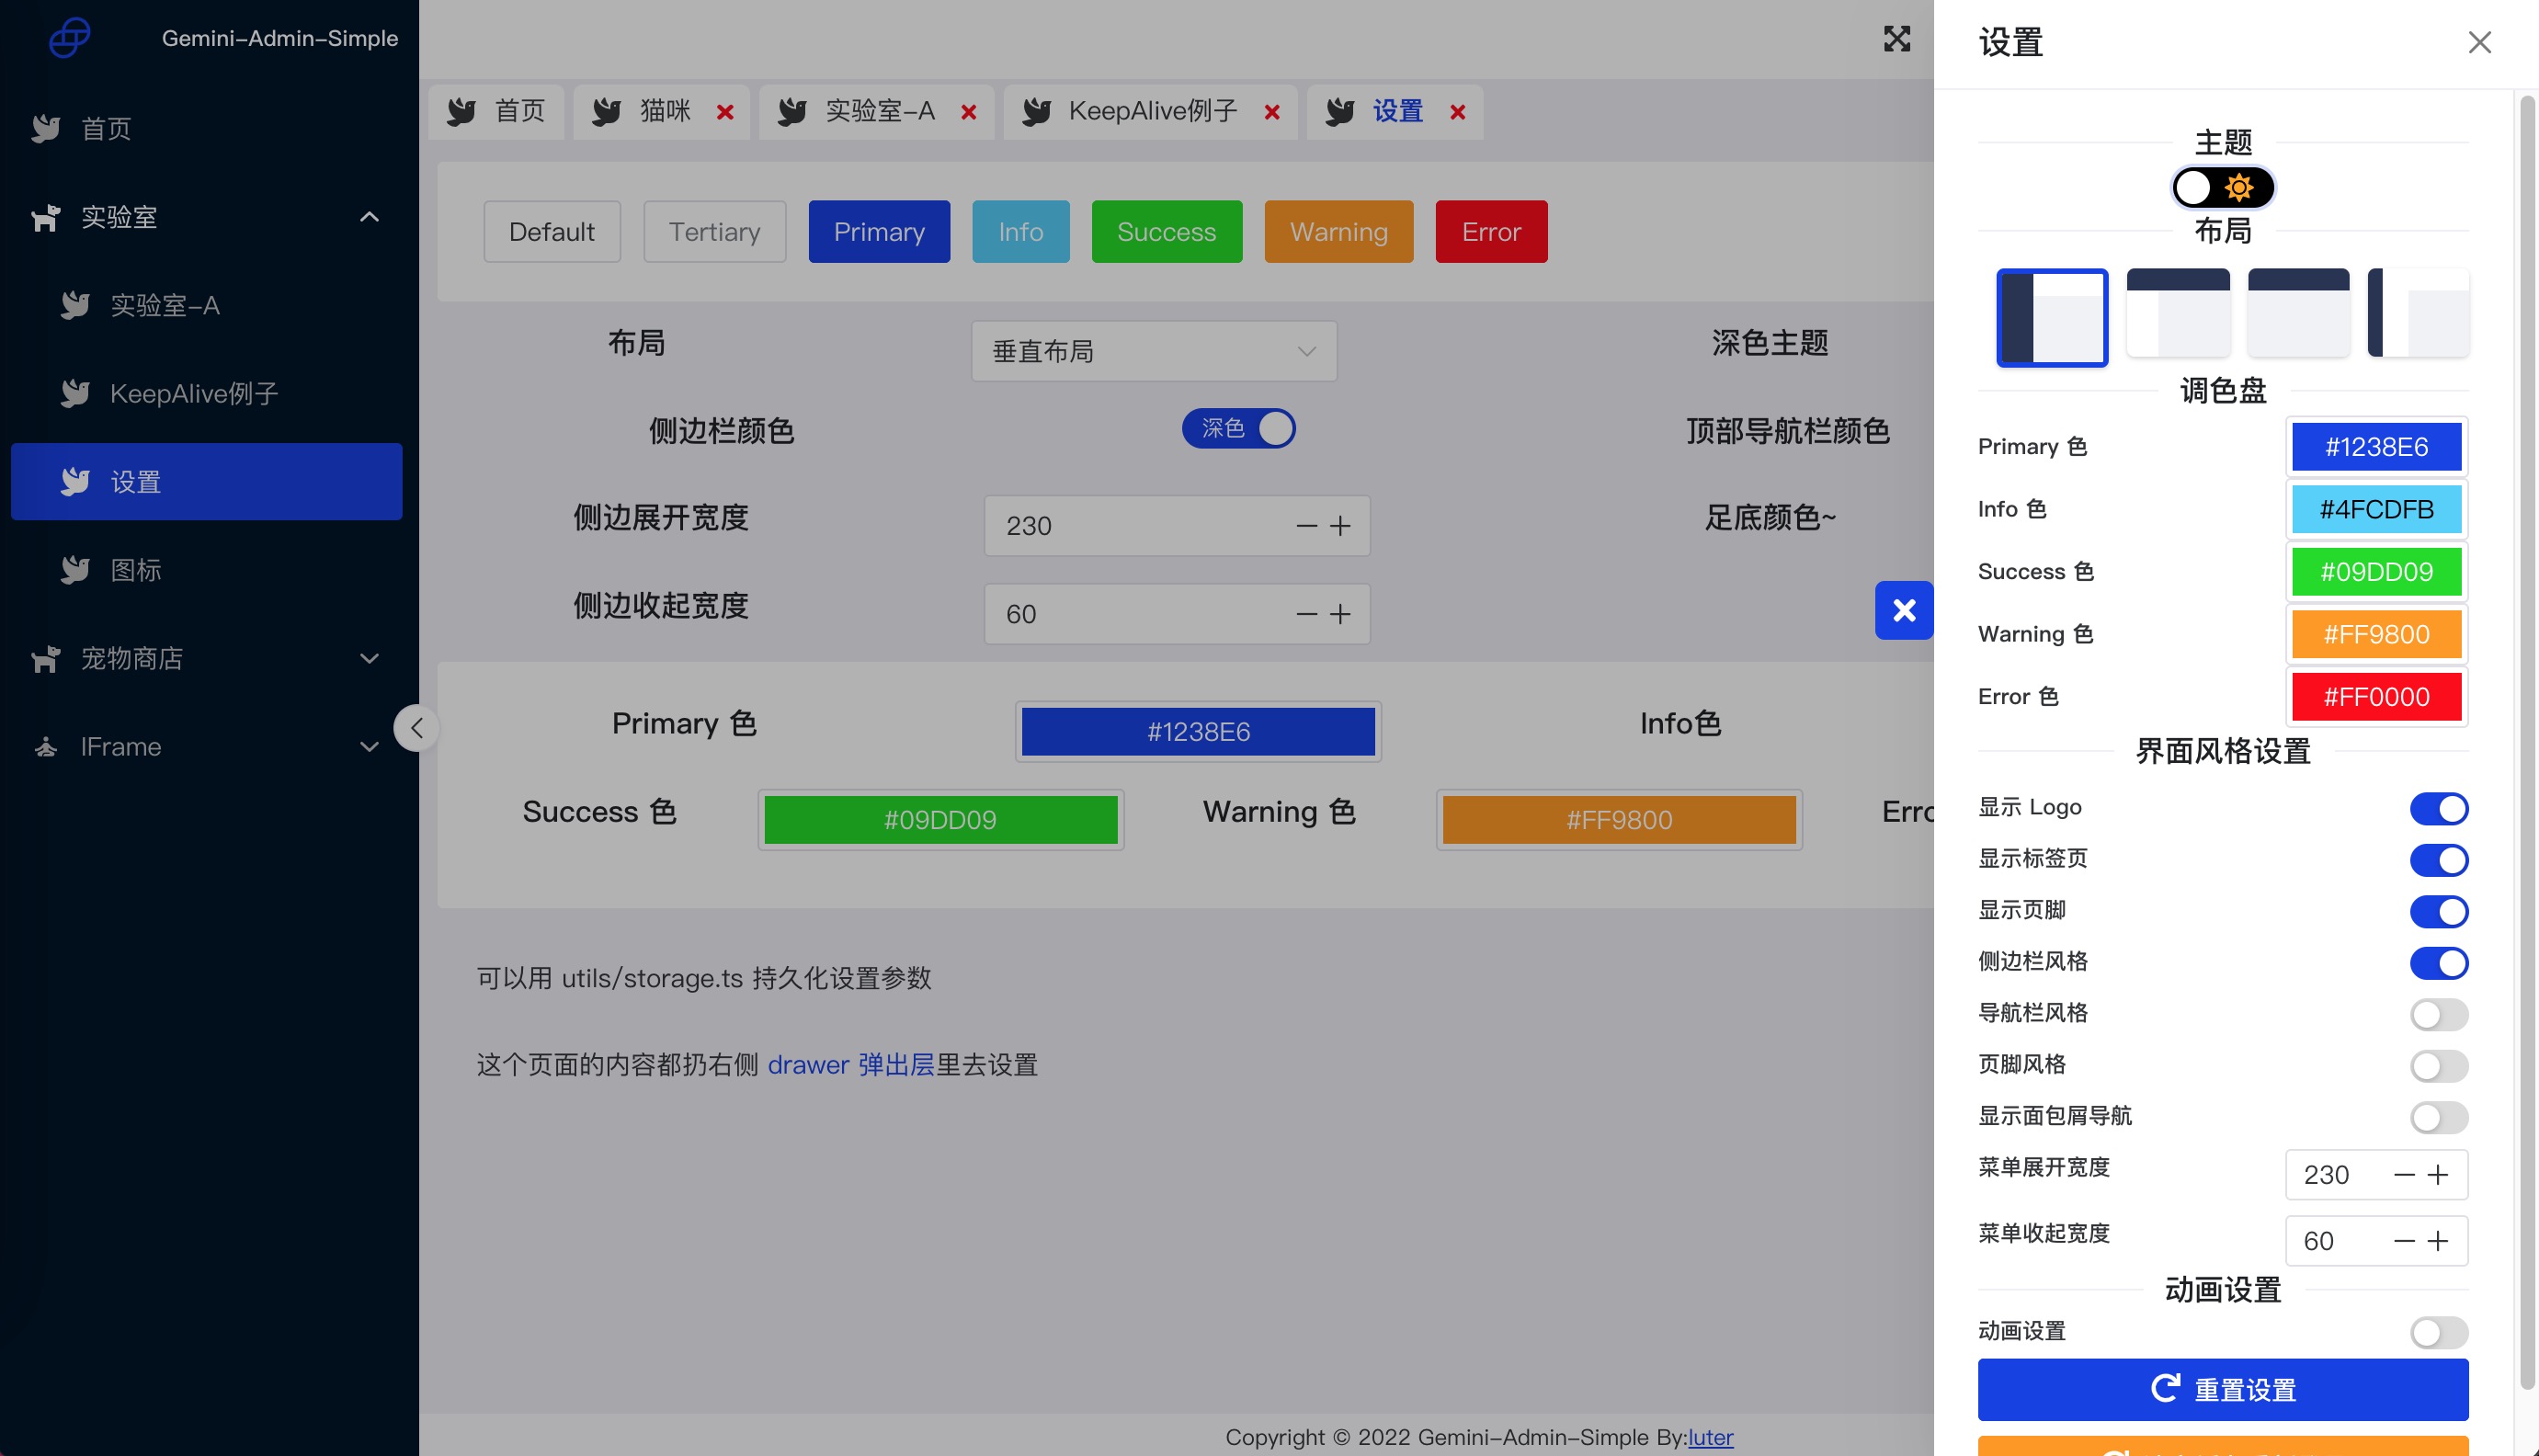 Gemini-Admin-Simple
首页
实验室
实验室-A
KeepAlive例子
设置
图标
宠物商店
IFrame
首页 猫咪 实验室-A KeepAlive例子 设置
Default Tertiary Primary Info Success Warning Error
布局 垂直布局 深色主题
侧边栏颜色 深色 顶部导航栏颜色
侧边展开宽度 230 足底颜色~
侧边收起宽度 60
Primary 色 #1238E6 Info色
Success 色 #09DD09 Warning 色 #FF9800
可以用 utils/storage.ts 持久化设置参数
这个页面的内容都扔右侧 drawer 弹出层里去设置
Copyright © 2022 Gemini-Admin-Simple By:luter
设置
主题
布局
调色盘
Primary 色 #1238E6
Info 色 #4FCDFB
Success 色 #09DD09
Warning 色 #FF9800
Error 色 #FF0000
界面风格设置
显示 Logo
显示标签页
显示页脚
侧边栏风格
导航栏风格
页脚风格
显示面包屑导航
菜单展开宽度 230
菜单收起宽度 60
动画设置
动画设置
重置设置